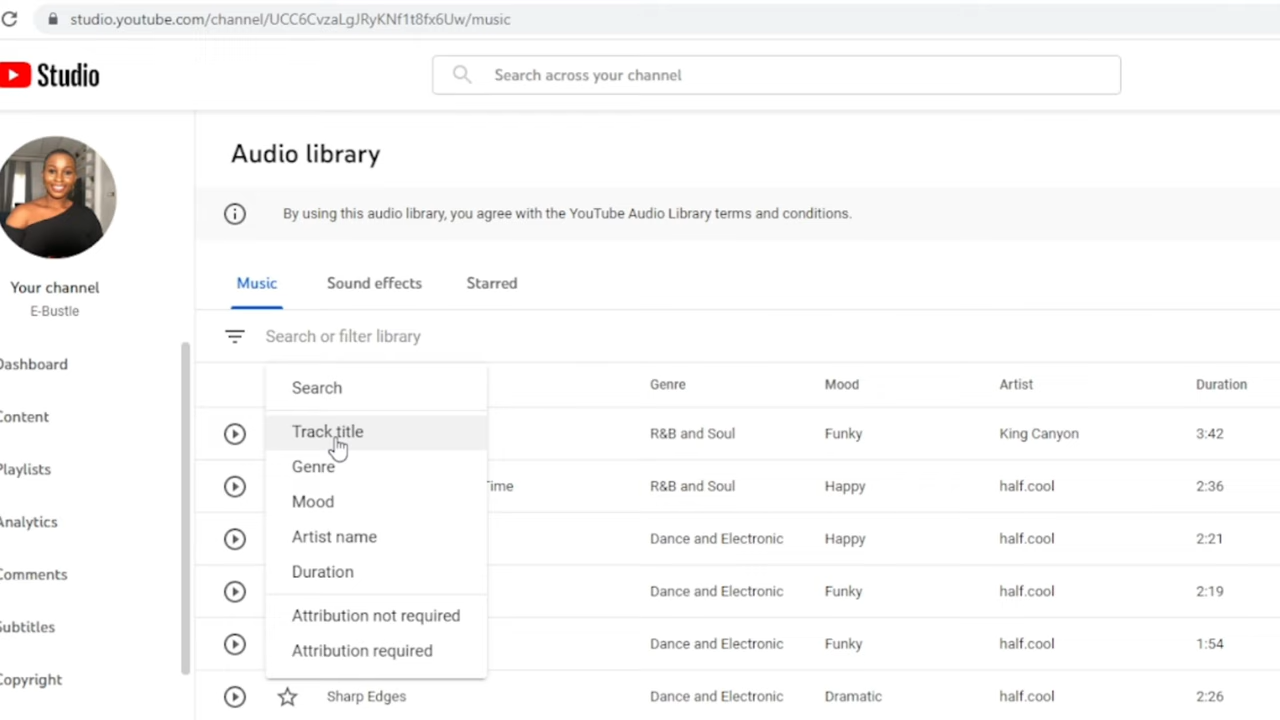 studio.youtube.com/channel/UCC6CvzaLgJRyKNf1t8fx6Uw/music
Studio
Search across your channel
Audio library
By using this audio library, you agree with the YouTube Audio Library terms and conditions.
Your channel
E-Bustle
Music Sound effects Starred
Search or filter library
Dashboard
Content
Playlists
Analytics
Comments
Subtitles
Copyright
Search
Track title
Genre
Mood
Artist name
Duration
Attribution not required
Attribution required
Genre Mood Artist Duration
R&B and Soul Funky King Canyon 3:42
Time R&B and Soul Happy half.cool 2:36
Dance and Electronic Happy half.cool 2:21
Dance and Electronic Funky half.cool 2:19
Dance and Electronic Funky half.cool 1:54
Sharp Edges Dance and Electronic Dramatic half.cool 2:26